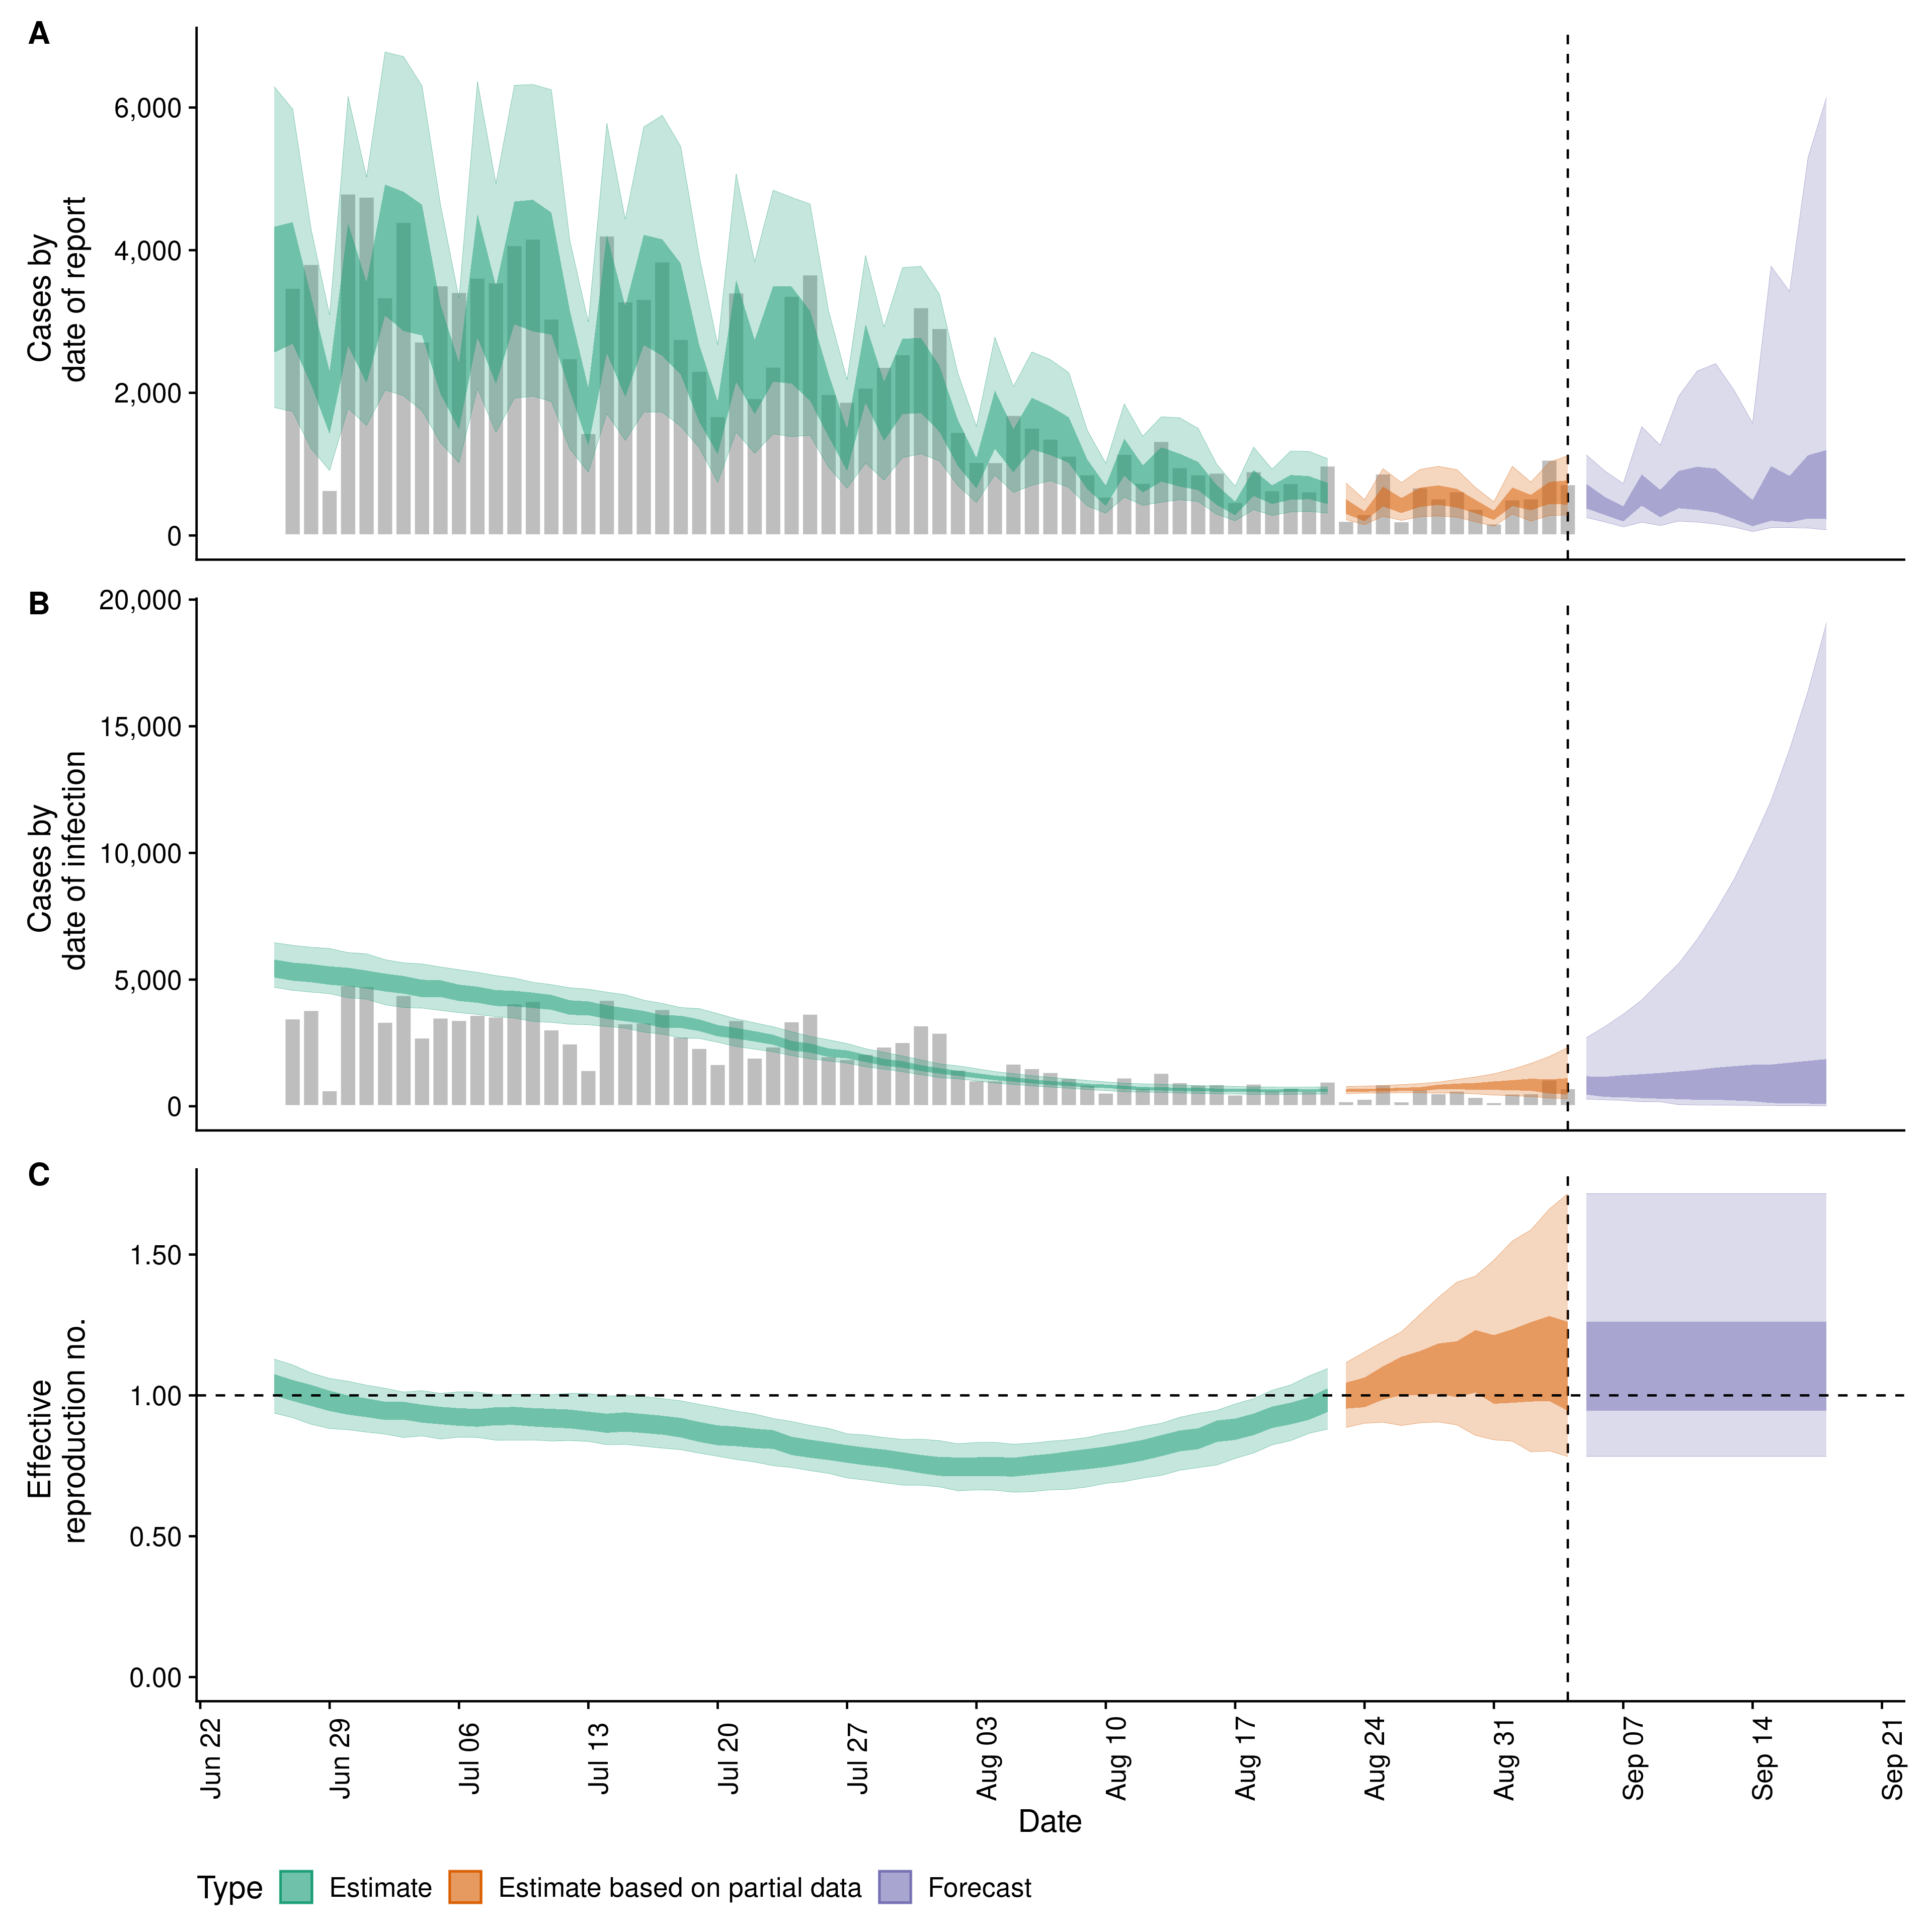 A
Cases by
date of report
6,000
4,000
2,000
0
B
Cases by
date of infection
20,000
15,000
10,000
5,000
0
C
Effective
reproduction no.
1.50
1.00
0.50
0.00
Jun 22
Jun 29
Jul 06
Jul 13
Jul 20
Jul 27
Aug 03
Aug 10
Aug 17
Aug 24
Aug 31
Sep 07
Sep 14
Sep 21
Date
Type
Estimate
Estimate based on partial data
Forecast